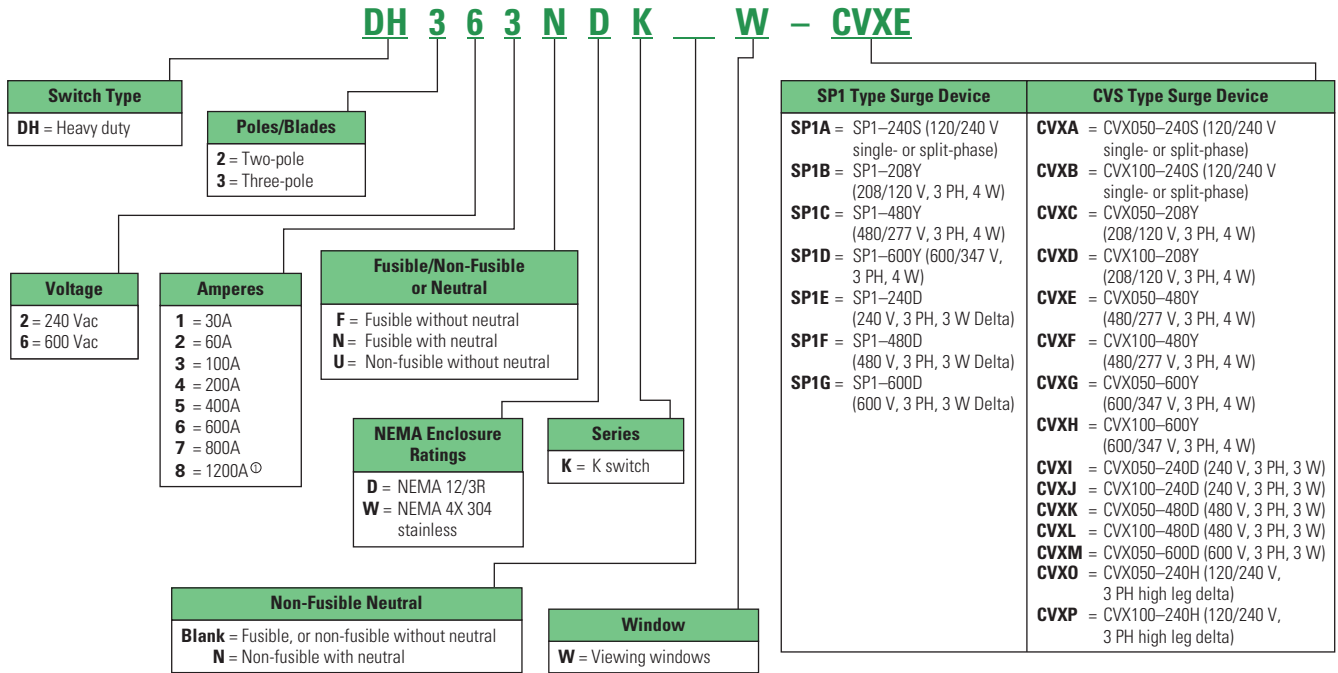 DH 3 6 3 N D K __ W – CVXE
Switch Type
DH = Heavy duty
Poles/Blades
2 = Two-pole
3 = Three-pole
Voltage
2 = 240 Vac
6 = 600 Vac
Amperes
1 = 30A
2 = 60A
3 = 100A
4 = 200A
5 = 400A
6 = 600A
7 = 800A
8 = 1200A①
Fusible/Non-Fusible
or Neutral
F = Fusible without neutral
N = Fusible with neutral
U = Non-fusible without neutral
NEMA Enclosure
Ratings
D = NEMA 12/3R
W = NEMA 4X 304
stainless
Series
K = K switch
Non-Fusible Neutral
Blank = Fusible, or non-fusible without neutral
N = Non-fusible with neutral
Window
W = Viewing windows
SP1 Type Surge Device
SP1A = SP1–240S (120/240 V
single- or split-phase)
SP1B = SP1–208Y
(208/120 V, 3 PH, 4 W)
SP1C = SP1–480Y
(480/277 V, 3 PH, 4 W)
SP1D = SP1–600Y (600/347 V,
3 PH, 4 W)
SP1E = SP1–240D
(240 V, 3 PH, 3 W Delta)
SP1F = SP1–480D
(480 V, 3 PH, 3 W Delta)
SP1G = SP1–600D
(600 V, 3 PH, 3 W Delta)
CVS Type Surge Device
CVXA = CVX050–240S (120/240 V
single- or split-phase)
CVXB = CVX100–240S (120/240 V
single- or split-phase)
CVXC = CVX050–208Y
(208/120 V, 3 PH, 4 W)
CVXD = CVX100–208Y
(208/120 V, 3 PH, 4 W)
CVXE = CVX050–480Y
(480/277 V, 3 PH, 4 W)
CVXF = CVX100–480Y
(480/277 V, 3 PH, 4 W)
CVXG = CVX050–600Y
(600/347 V, 3 PH, 4 W)
CVXH = CVX100–600Y
(600/347 V, 3 PH, 4 W)
CVXI = CVX050–240D (240 V, 3 PH, 3 W)
CVXJ = CVX100–240D (240 V, 3 PH, 3 W)
CVXK = CVX050–480D (480 V, 3 PH, 3 W)
CVXL = CVX100–480D (480 V, 3 PH, 3 W)
CVXM = CVX050–600D (600 V, 3 PH, 3 W)
CVXO = CVX050–240H (120/240 V,
3 PH high leg delta)
CVXP = CVX100–240H (120/240 V,
3 PH high leg delta)